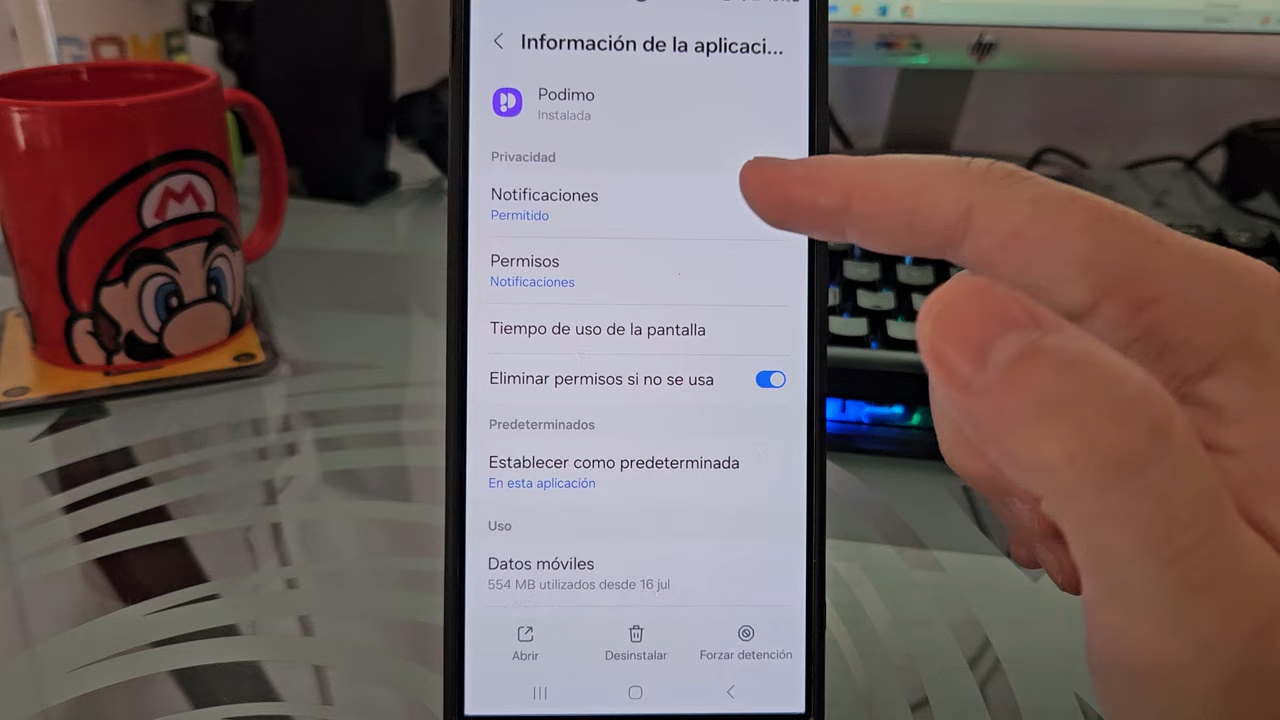 Información de la aplicaci...
Podimo
Instalada
Privacidad
Notificaciones
Permitido
Permisos
Notificaciones
Tiempo de uso de la pantalla
Eliminar permisos si no se usa
Predeterminados
Establecer como predeterminada
En esta aplicación
Uso
Datos móviles
554 MB utilizados desde 16 jul
Abrir
Desinstalar
Forzar detención
M
hp